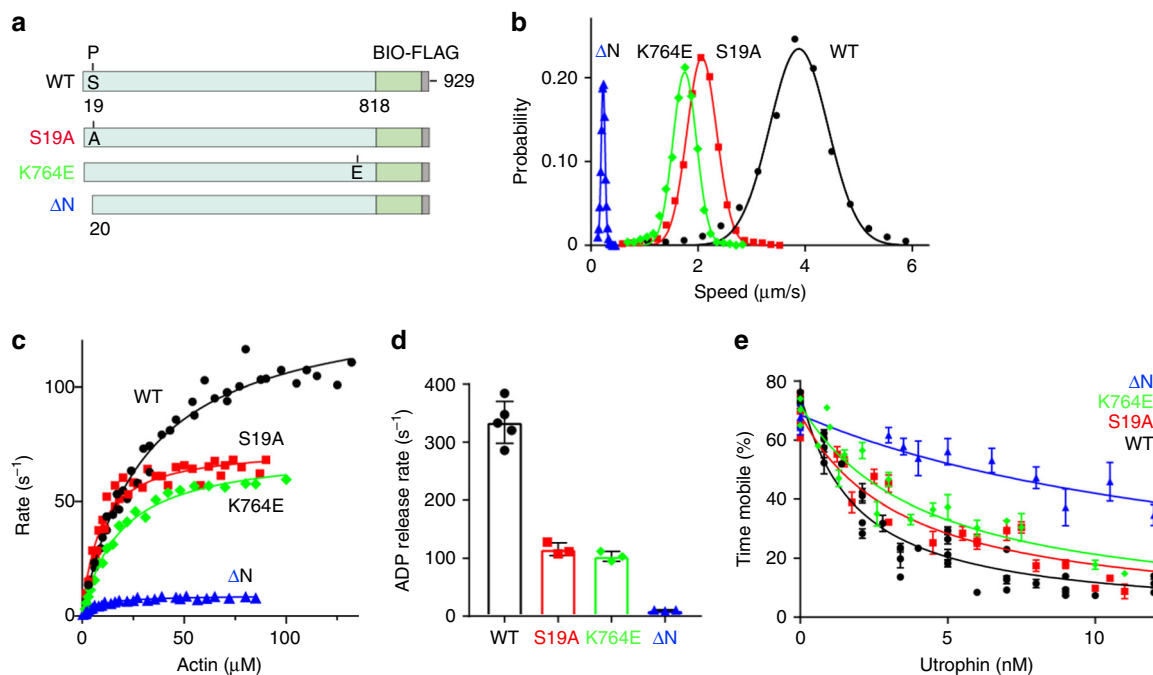 a
P
BIO-FLAG
WT
S
929
19
818
S19A
A
K764E
E
ΔN
20
b
ΔN K764E S19A WT
0.20
0.10
0
Probability
0 2 4 6
Speed (μm/s)
c
100
50
0
Rate (s⁻¹)
WT
S19A
K764E
ΔN
0 50 100
Actin (μM)
d
400
300
200
100
0
ADP release rate (s⁻¹)
WT S19A K764E ΔN
e
80
60
40
20
0
Time mobile (%)
ΔN
K764E
S19A
WT
0 5 10
Utrophin (nM)